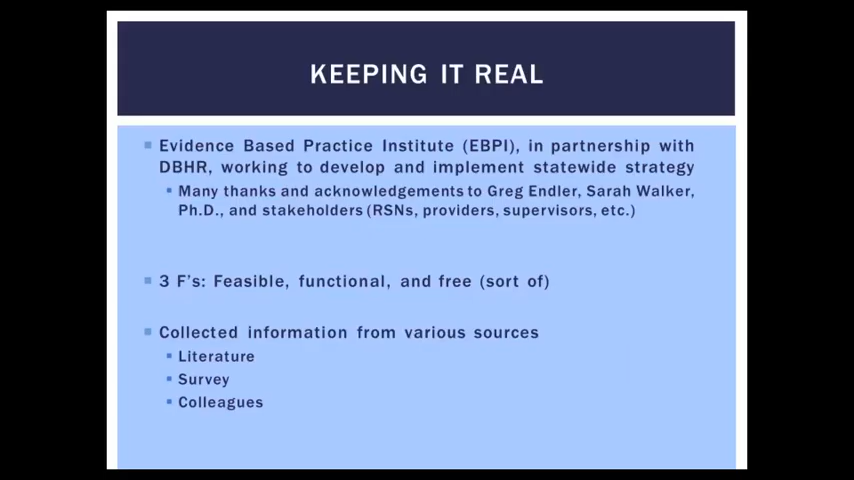 KEEPING IT REAL
Evidence Based Practice Institute (EBPI), in partnership with
DBHR, working to develop and implement statewide strategy
Many thanks and acknowledgements to Greg Endler, Sarah Walker,
Ph.D., and stakeholders (RSNs, providers, supervisors, etc.)
3 F's: Feasible, functional, and free (sort of)
Collected information from various sources
Literature
Survey
Colleagues